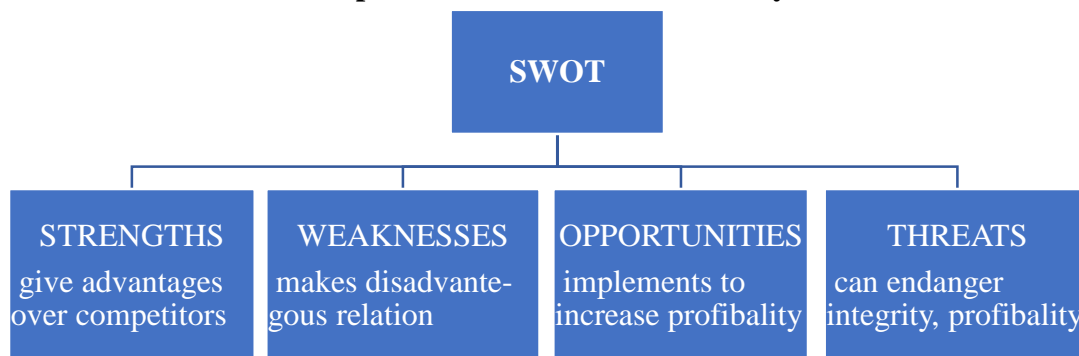 SWOT
STRENGTHS
give advantages
over competitors
WEAKNESSES
makes disadvante-
gous relation
OPPORTUNITIES
implements to
increase profibality
THREATS
can endanger
integrity, profibality